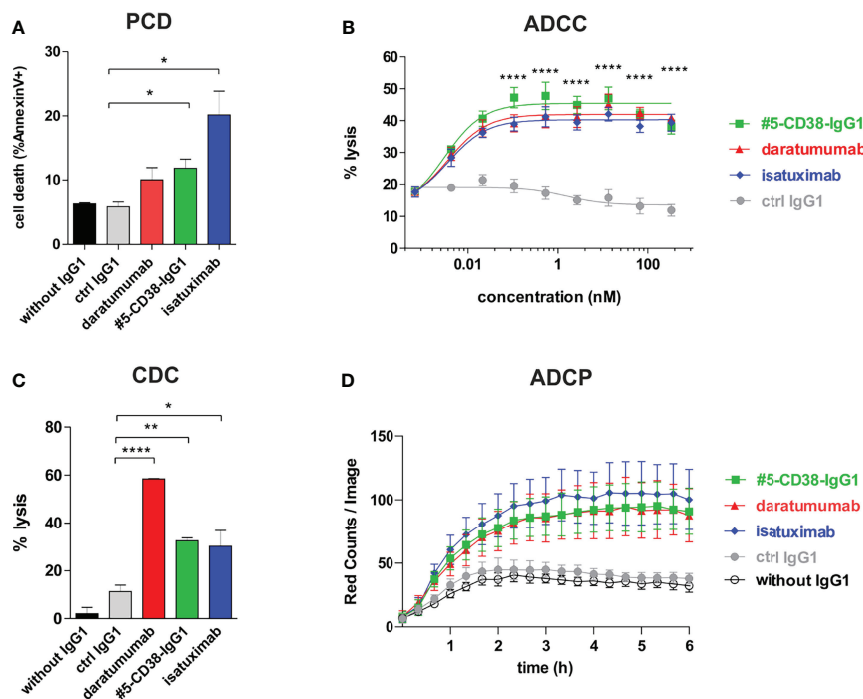 A
PCD
cell death (%AnnexinV+)
30
20
10
0
*
*
without IgG1
ctrl IgG1
daratumumab
#5-CD38-IgG1
isatuximab
B
ADCC
% lysis
60
50
40
30
20
10
0
**** **** **** **** **** ****
0.01 1 100
concentration (nM)
#5-CD38-IgG1
daratumumab
isatuximab
ctrl IgG1
C
CDC
% lysis
80
60
40
20
0
*
**
****
without IgG1
ctrl IgG1
daratumumab
#5-CD38-IgG1
isatuximab
D
ADCP
Red Counts / Image
150
100
50
0
1 2 3 4 5 6
time (h)
#5-CD38-IgG1
daratumumab
isatuximab
ctrl IgG1
without IgG1